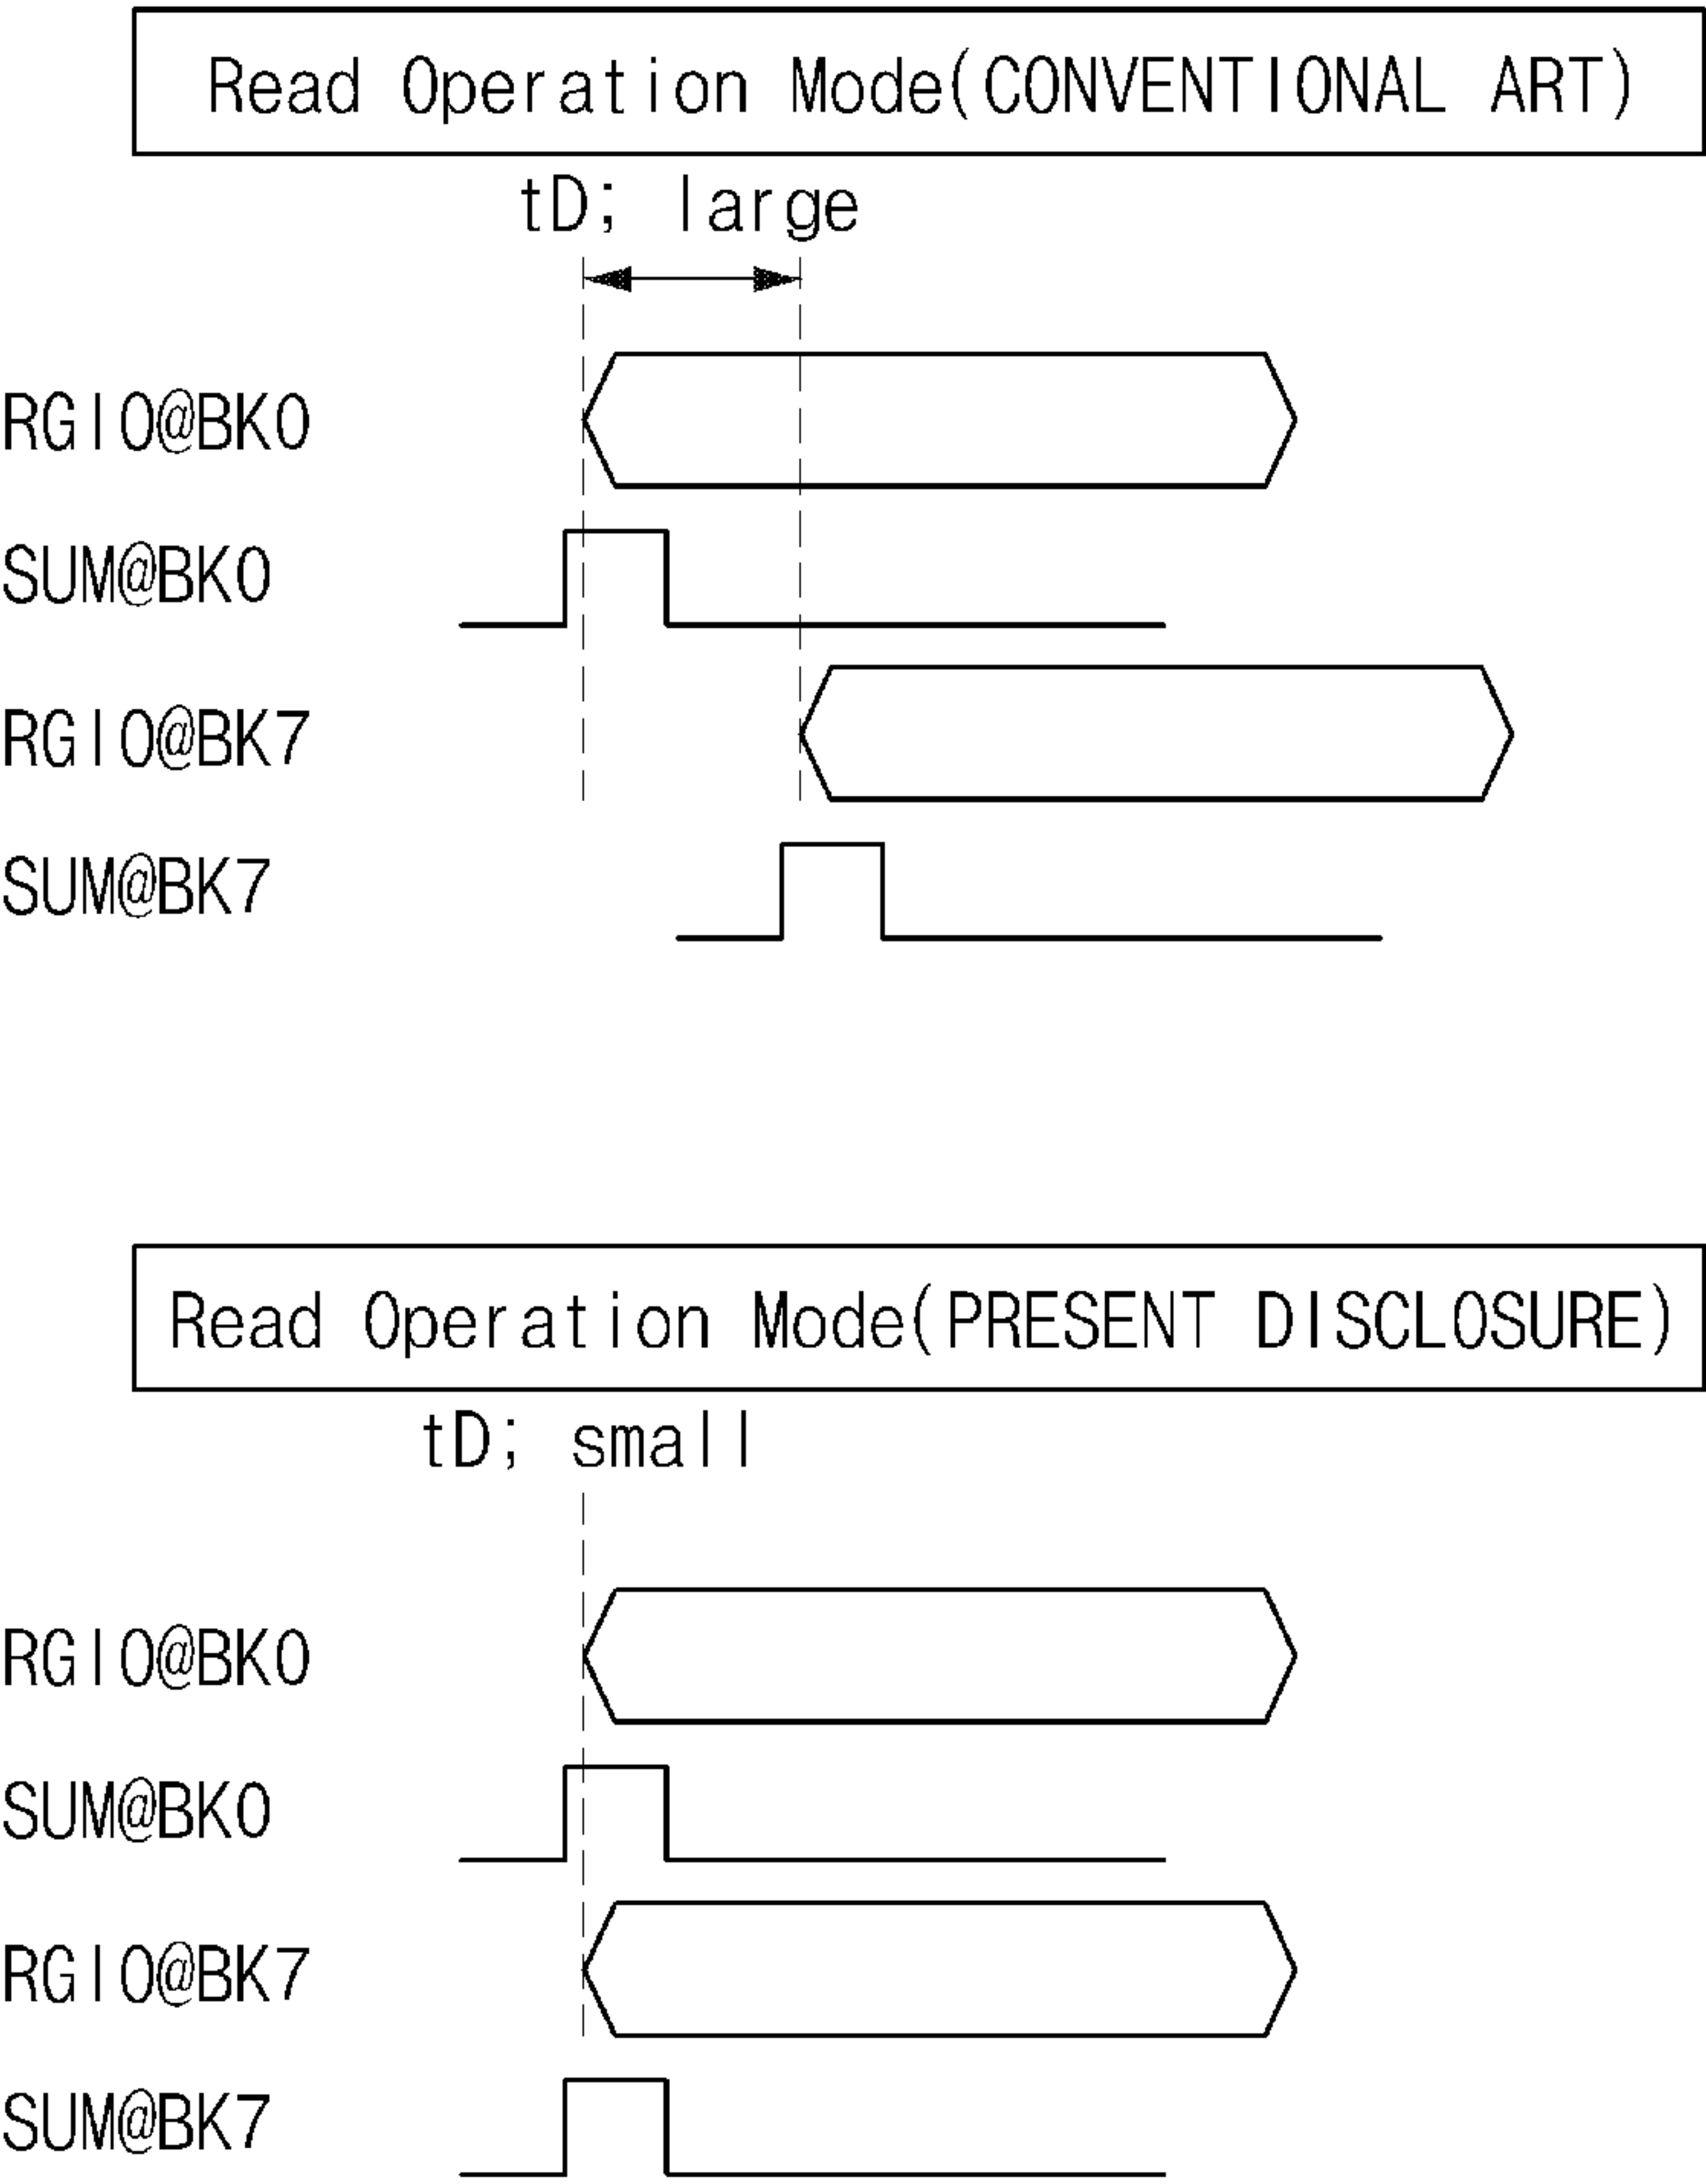 Read Operation Mode(CONVENTIONAL ART)
tD; large
RGIO@BK0
SUM@BK0
RGIO@BK7
SUM@BK7
Read Operation Mode(PRESENT DISCLOSURE)
tD; small
RGIO@BK0
SUM@BK0
RGIO@BK7
SUM@BK7